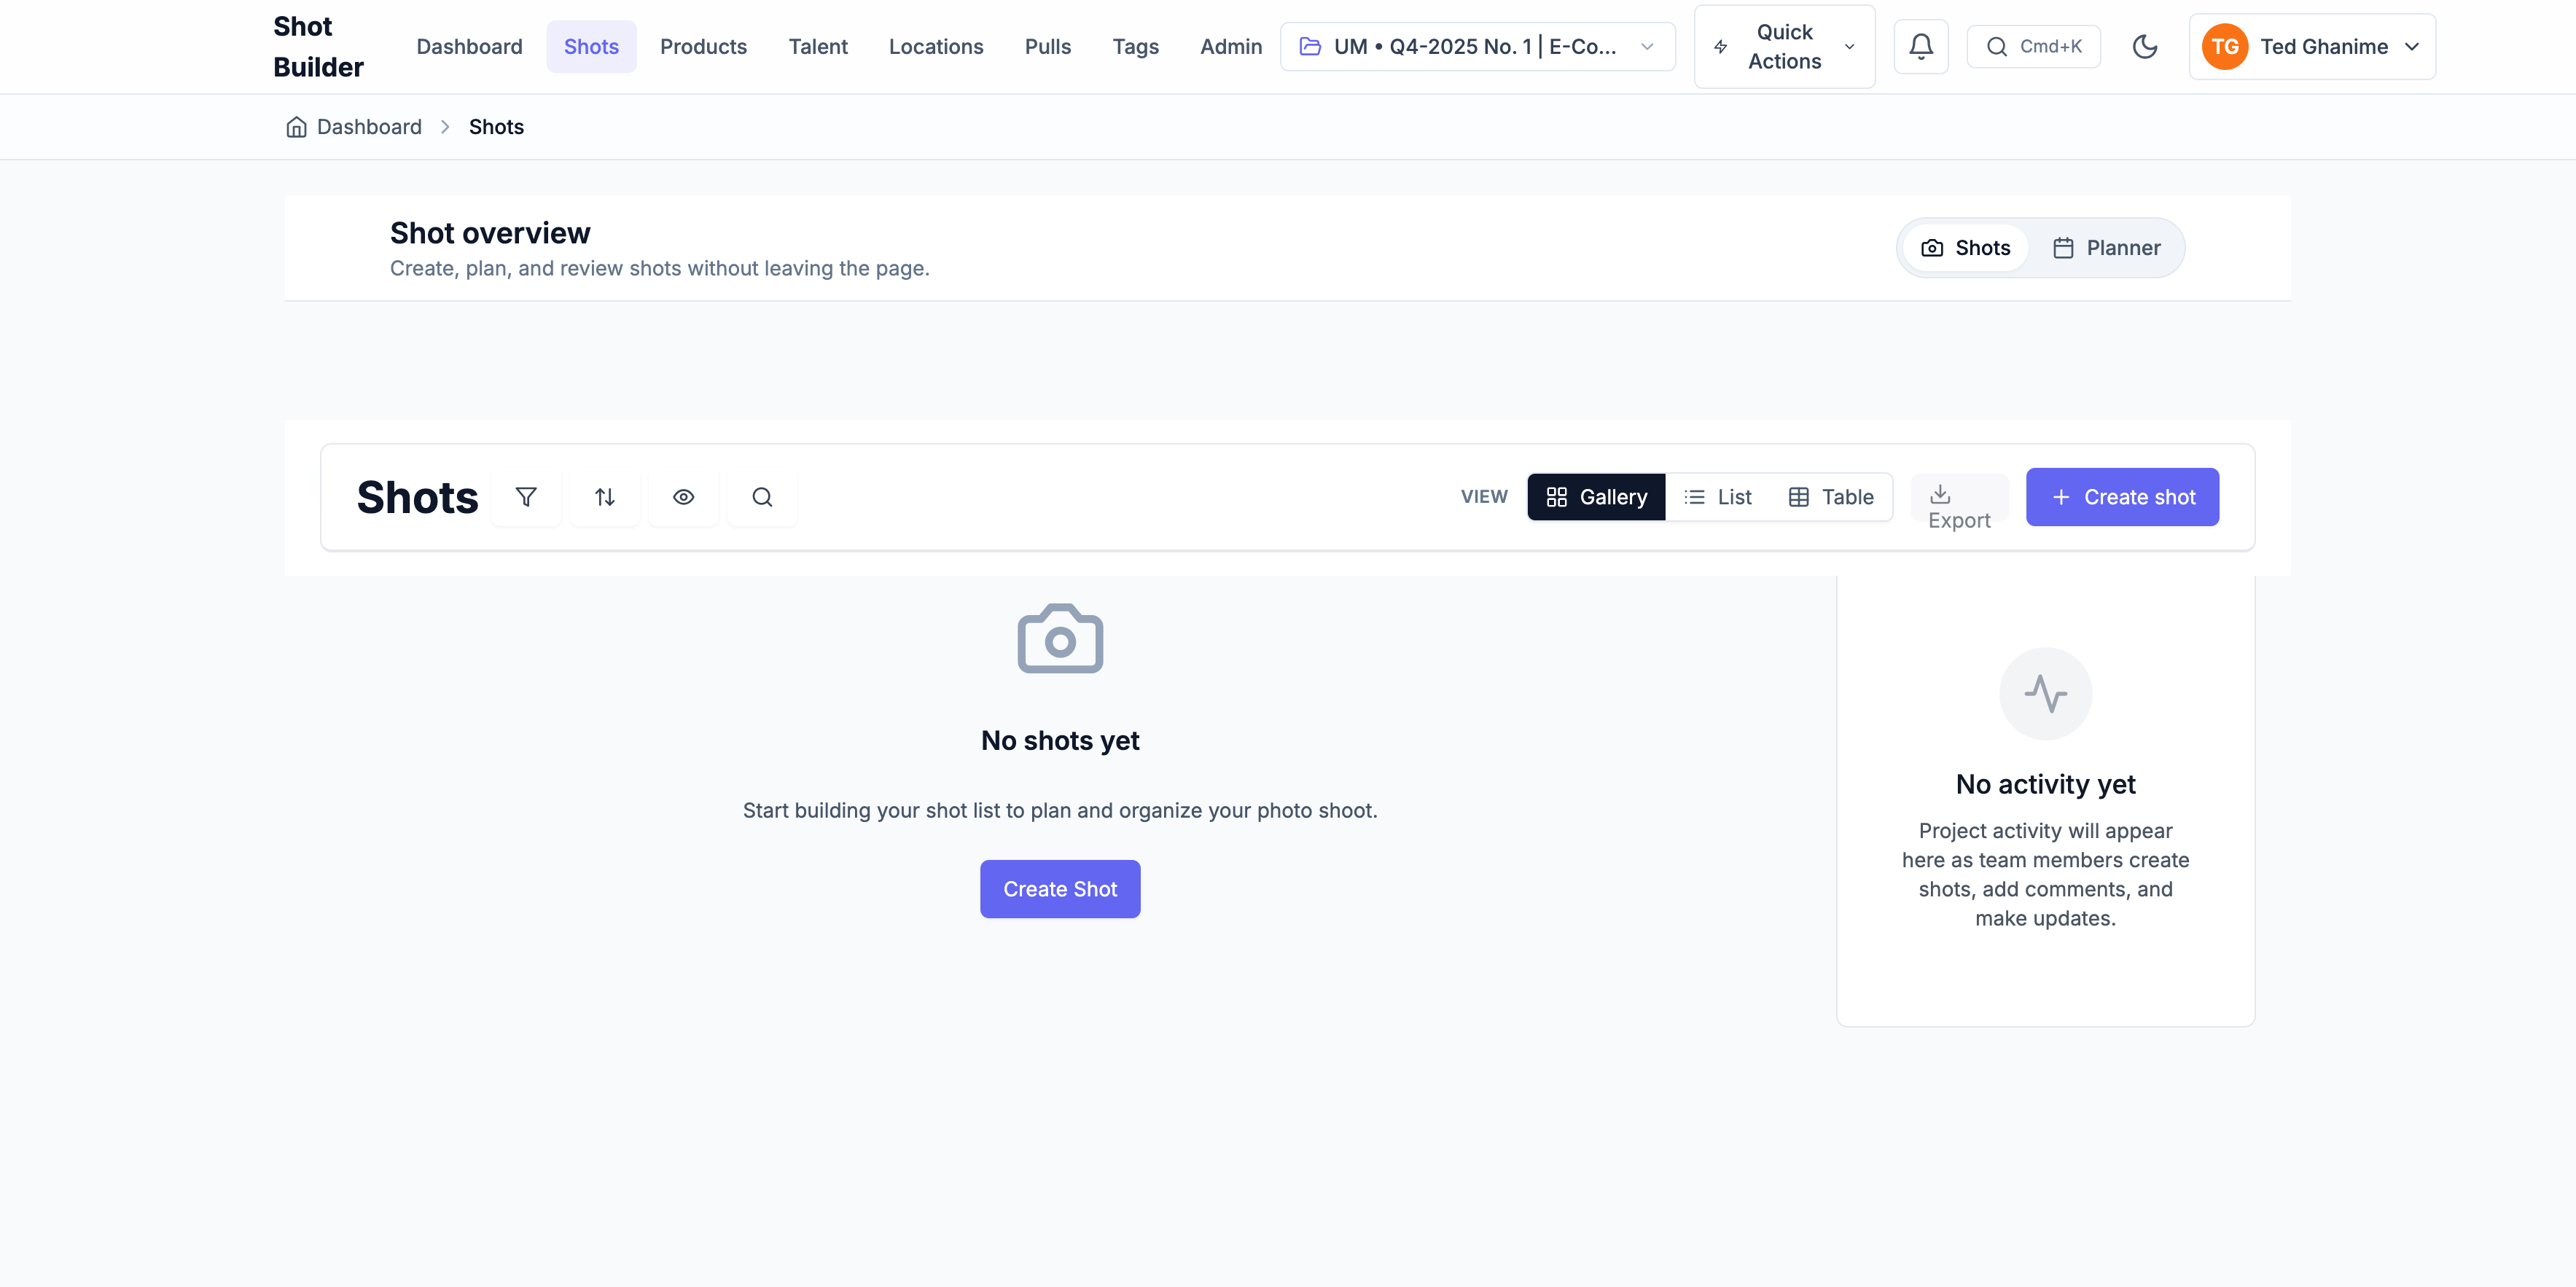 Shot
Builder
Dashboard
Shots
Products
Talent
Locations
Pulls
Tags
Admin
UM • Q4-2025 No. 1 | E-Co...
Quick
Actions
Cmd+K
TG
Ted Ghanime
Dashboard
Shots
Shot overview
Create, plan, and review shots without leaving the page.
Shots
Planner
Shots
VIEW
Gallery
List
Table
Export
Create shot
No shots yet
Start building your shot list to plan and organize your photo shoot.
Create Shot
No activity yet
Project activity will appear
here as team members create
shots, add comments, and
make updates.